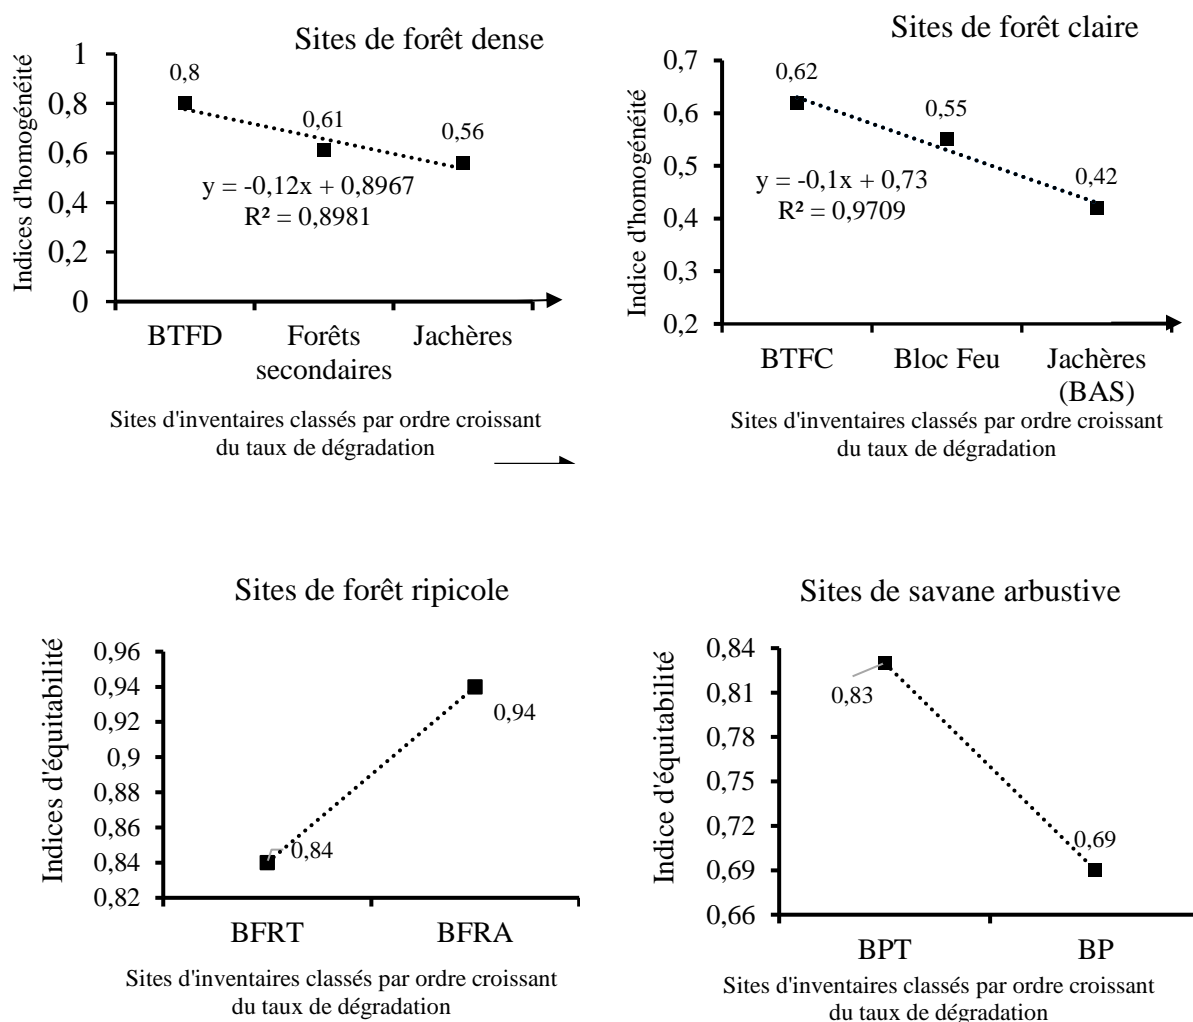 Sites de forêt dense
Indices d'homogénéité
1
0,8
0,6
0,4
0,2
0
0,8
0,61
0,56
y = -0,12x + 0,8967
R² = 0,8981
BTFD
Forêts
secondaires
Jachères
Sites d'inventaires classés par ordre croissant
du taux de dégradation
Sites de forêt claire
Indice d'homogénéité
0,7
0,6
0,5
0,4
0,3
0,2
0,62
0,55
0,42
y = -0,1x + 0,73
R² = 0,9709
BTFC
Bloc Feu
Jachères
(BAS)
Sites d'inventaires classés par ordre croissant
du taux de dégradation
Sites de forêt ripicole
Indices d'équitabilité
0,96
0,94
0,92
0,9
0,88
0,86
0,84
0,82
0,84
0,94
BFRT
BFRA
Sites d'inventaires classés par ordre croissant
du taux de dégradation
Sites de savane arbustive
Indice d'équitabilité
0,84
0,81
0,78
0,75
0,72
0,69
0,66
0,83
0,69
BPT
BP
Sites d'inventaires classés par ordre croissant
du taux de dégradation